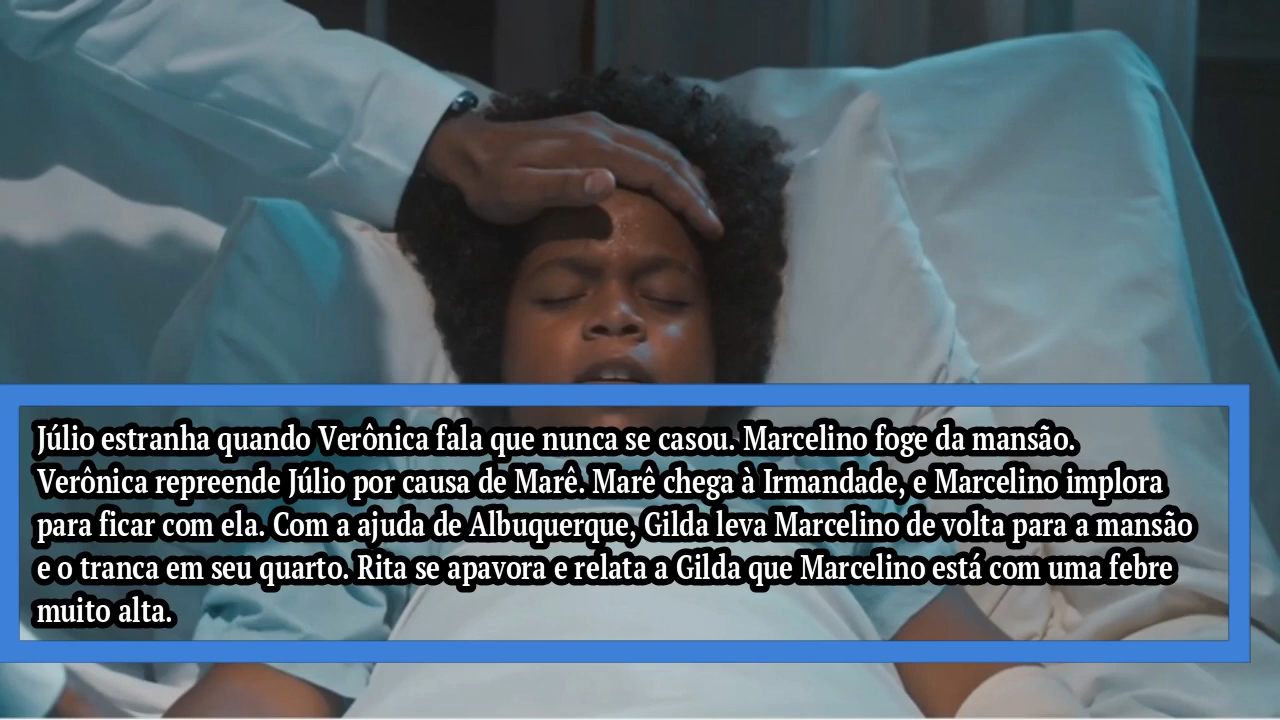 Júlio estranha quando Verônica fala que nunca se casou. Marcelino foge da mansão.
Verônica repreende Júlio por causa de Marê. Marê chega à Irmandade, e Marcelino implora
para ficar com ela. Com a ajuda de Albuquerque, Gilda leva Marcelino de volta para a mansão
e o tranca em seu quarto. Rita se apavora e relata a Gilda que Marcelino está com uma febre
muito alta.